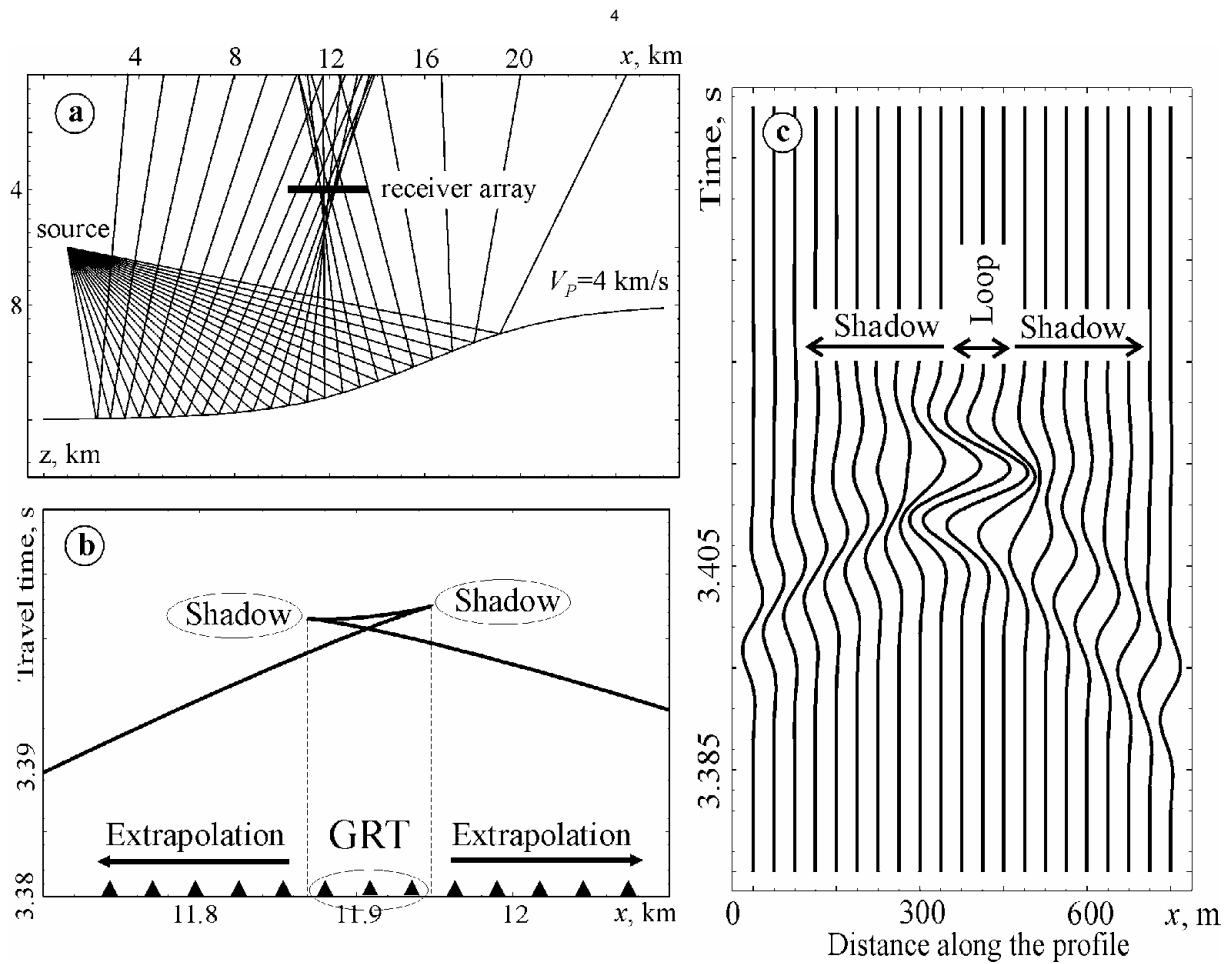 4
4 8 12 16 20 x, km
a
4
receiver array
source
V_P=4 km/s
8
z, km
b
Travel time, s
Shadow
Shadow
3.39
Extrapolation
GRT
Extrapolation
3.38
11.8 11.9 12 x, km
c
Time, s
Loop
Shadow
Shadow
3.405
3.385
0 300 600 x, m
Distance along the profile